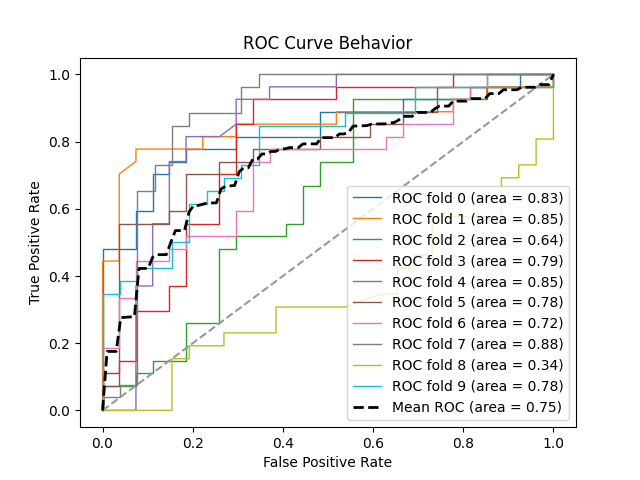 ROC Curve Behavior
True Positive Rate
1.0
0.8
0.6
0.4
0.2
0.0
ROC fold 0 (area = 0.83)
ROC fold 1 (area = 0.85)
ROC fold 2 (area = 0.64)
ROC fold 3 (area = 0.79)
ROC fold 4 (area = 0.85)
ROC fold 5 (area = 0.78)
ROC fold 6 (area = 0.72)
ROC fold 7 (area = 0.88)
ROC fold 8 (area = 0.34)
ROC fold 9 (area = 0.78)
Mean ROC (area = 0.75)
0.0 0.2 0.4 0.6 0.8 1.0
False Positive Rate